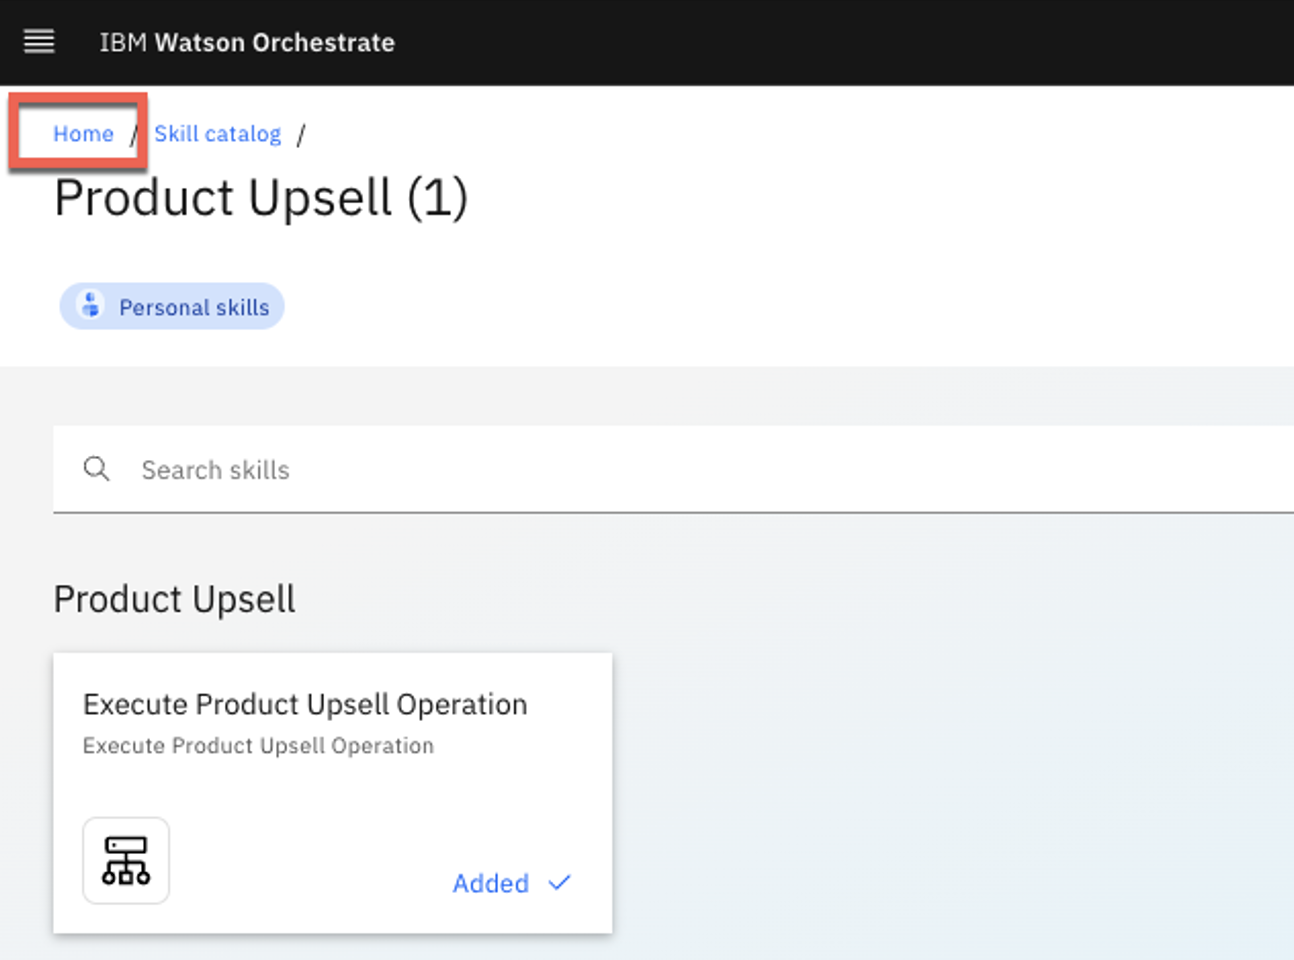 IBM Watson Orchestrate
Home / Skill catalog /
Product Upsell (1)
Personal skills
Search skills
Product Upsell
Execute Product Upsell Operation
Execute Product Upsell Operation
Added